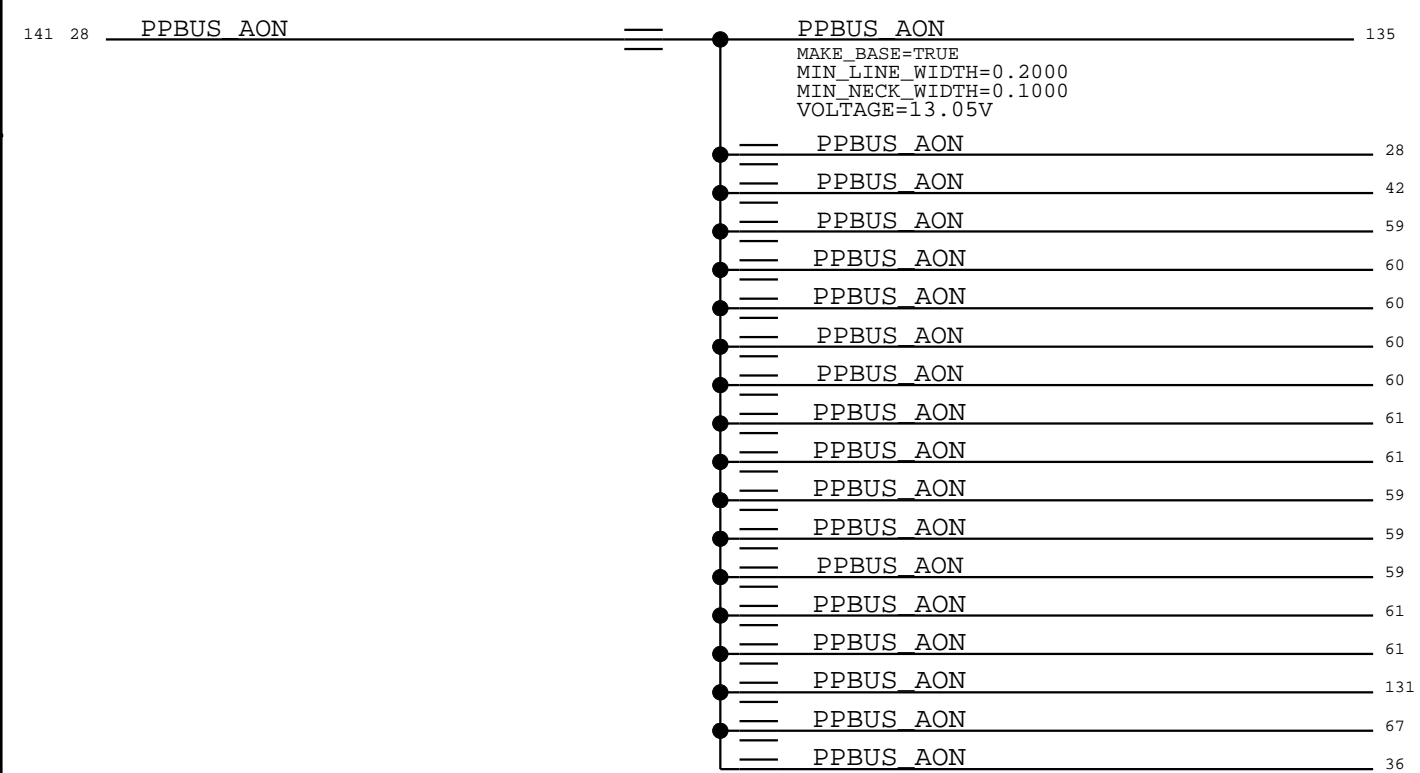 141 28 PPBUS_AON PPBUS_AON 135
MAKE_BASE=TRUE
MIN_LINE_WIDTH=0.2000
MIN_NECK_WIDTH=0.1000
VOLTAGE=13.05V
PPBUS_AON 28
PPBUS_AON 42
PPBUS_AON 59
PPBUS_AON 60
PPBUS_AON 60
PPBUS_AON 60
PPBUS_AON 60
PPBUS_AON 61
PPBUS_AON 61
PPBUS_AON 59
PPBUS_AON 59
PPBUS_AON 59
PPBUS_AON 61
PPBUS_AON 61
PPBUS_AON 131
PPBUS_AON 67
PPBUS_AON 36